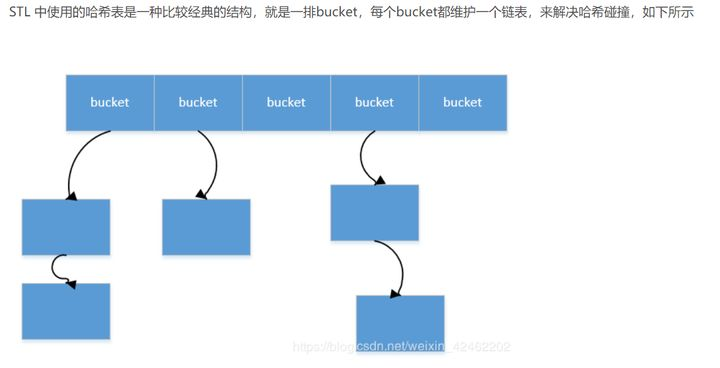 STL 中使用的哈希表是一种比较经典的结构，就是一排bucket，每个bucket都维护一个链表，来解决哈希碰撞，如下所示
bucket bucket bucket bucket bucket
https://blog.csdn.net/weixin_42462202